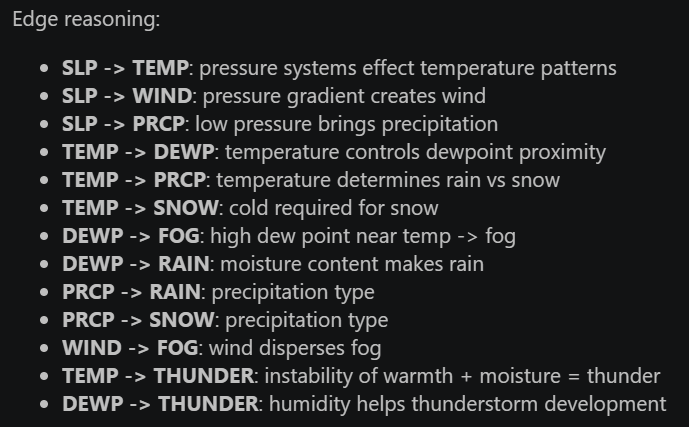 Edge reasoning:
• SLP -> TEMP: pressure systems effect temperature patterns
• SLP -> WIND: pressure gradient creates wind
• SLP -> PRCP: low pressure brings precipitation
• TEMP -> DEWP: temperature controls dewpoint proximity
• TEMP -> PRCP: temperature determines rain vs snow
• TEMP -> SNOW: cold required for snow
• DEWP -> FOG: high dew point near temp -> fog
• DEWP -> RAIN: moisture content makes rain
• PRCP -> RAIN: precipitation type
• PRCP -> SNOW: precipitation type
• WIND -> FOG: wind disperses fog
• TEMP -> THUNDER: instability of warmth + moisture = thunder
• DEWP -> THUNDER: humidity helps thunderstorm development